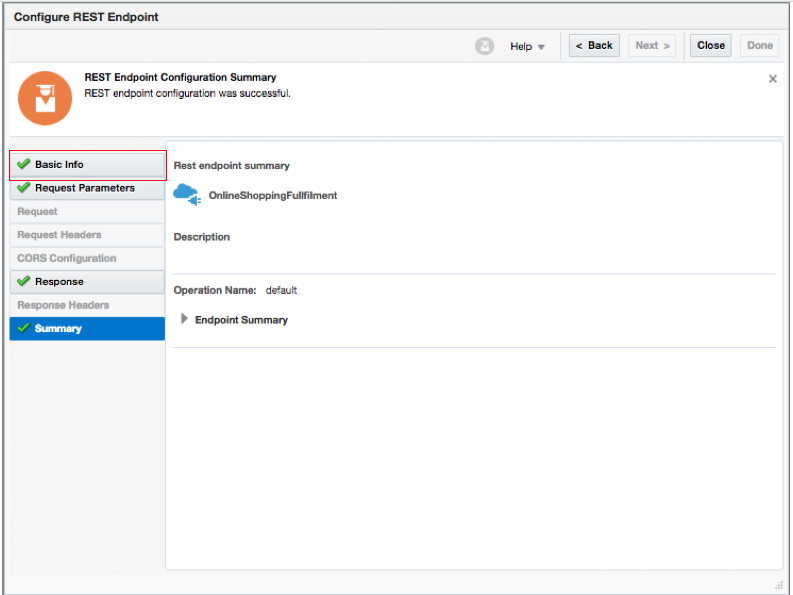 Configure REST Endpoint
Help
< Back
Next >
Close
Done
REST Endpoint Configuration Summary
REST endpoint configuration was successful.
Basic Info
Request Parameters
Request
Request Headers
CORS Configuration
Response
Response Headers
Summary
Rest endpoint summary
OnlineShoppingFullfilment
Description
Operation Name: default
Endpoint Summary